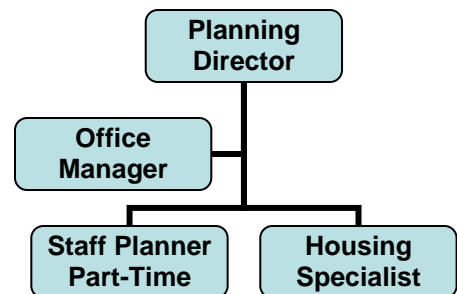 Planning
Director
Office
Manager
Staff Planner
Part-Time
Housing
Specialist